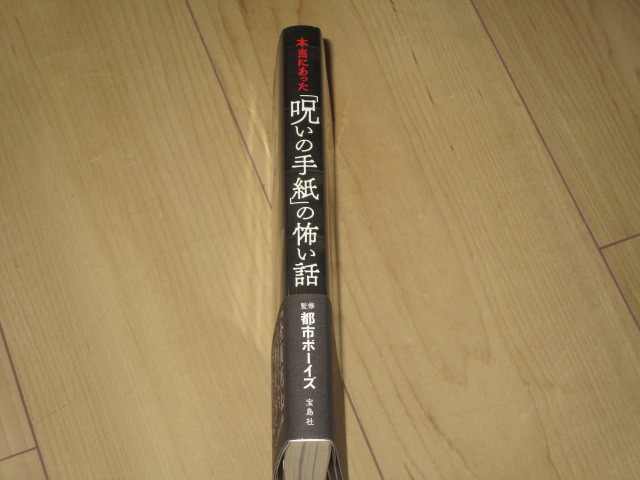 本当にあった
「呪いの手紙」の怖い話
監修 都市ボーイズ
宝島社